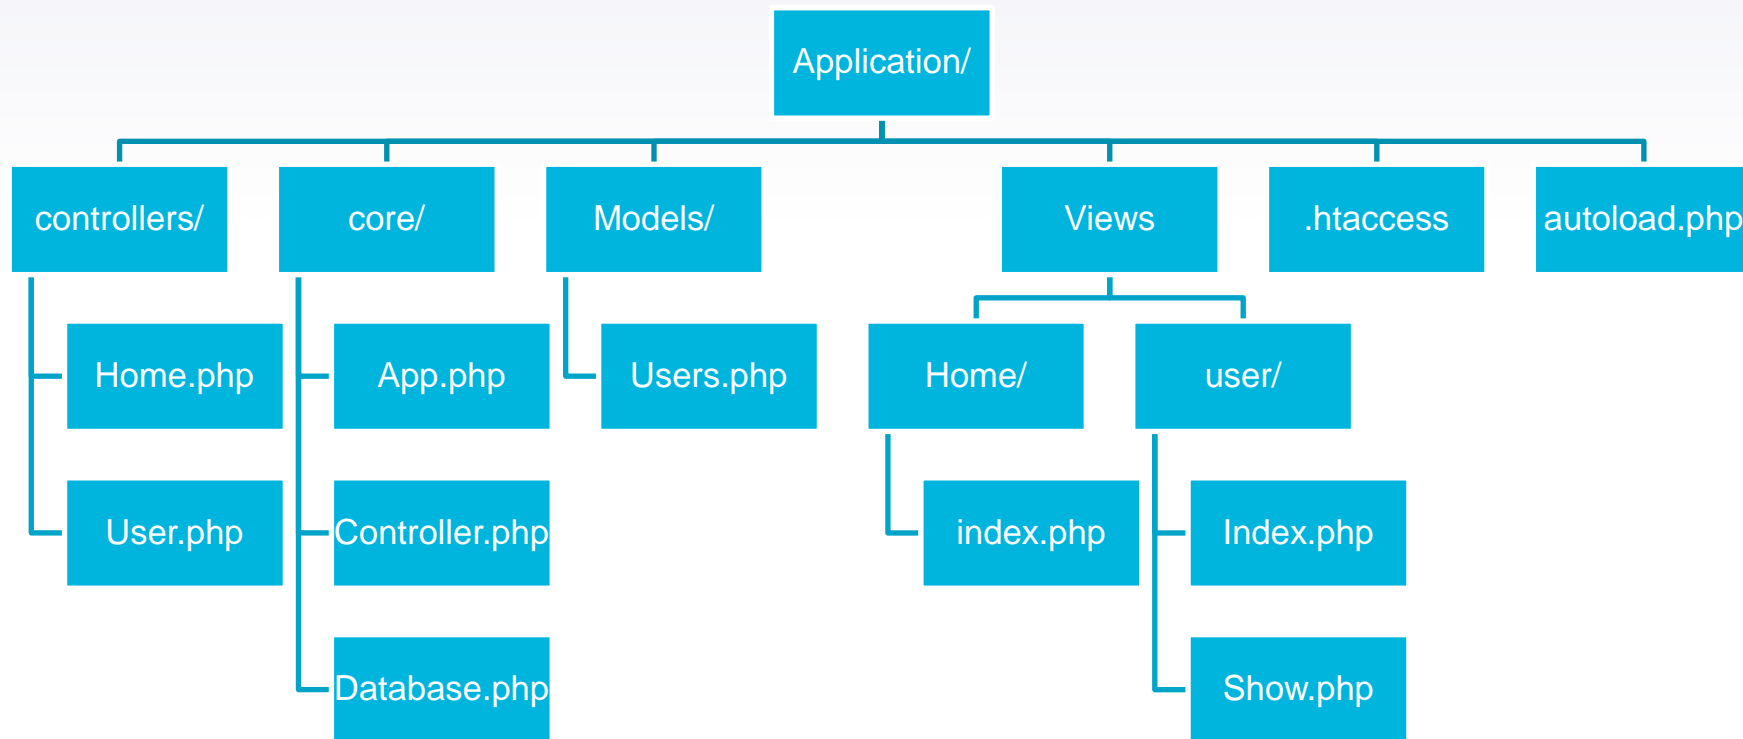 Application/
controllers/
core/
Models/
Views
.htaccess
autoload.php
Home.php
App.php
Users.php
Home/
user/
User.php
Controller.php
index.php
Index.php
Database.php
Show.php